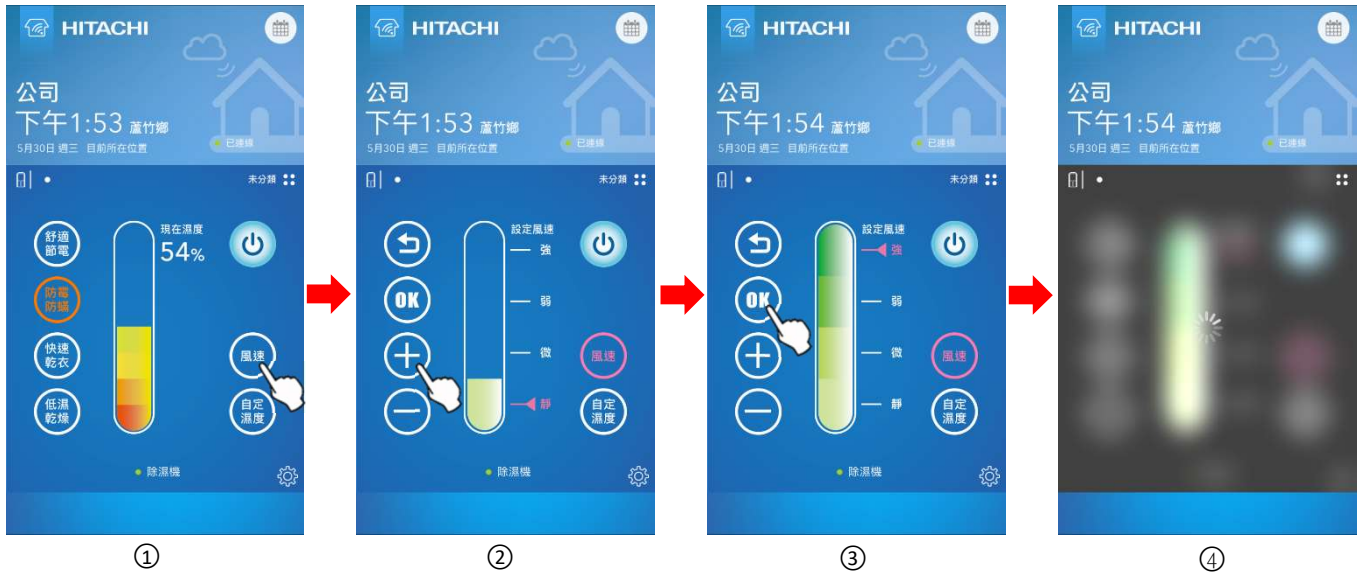 HITACHI
公司
下午1:53 蘆竹鄉
5月30日 週三 目前所在位置
已連線
未分類
舒適
節電
現在濕度
54%
防霉
防蟎
快速
乾衣
風速
低濕
乾燥
自定
濕度
除濕機
①
HITACHI
公司
下午1:53 蘆竹鄉
5月30日 週三 目前所在位置
已連線
未分類
設定風速
強
OK
弱
微
風速
靜
自定
濕度
除濕機
②
HITACHI
公司
下午1:54 蘆竹鄉
5月30日 週三 目前所在位置
已連線
未分類
設定風速
強
OK
弱
微
風速
靜
自定
濕度
除濕機
③
HITACHI
公司
下午1:54 蘆竹鄉
5月30日 週三 目前所在位置
已連線
④